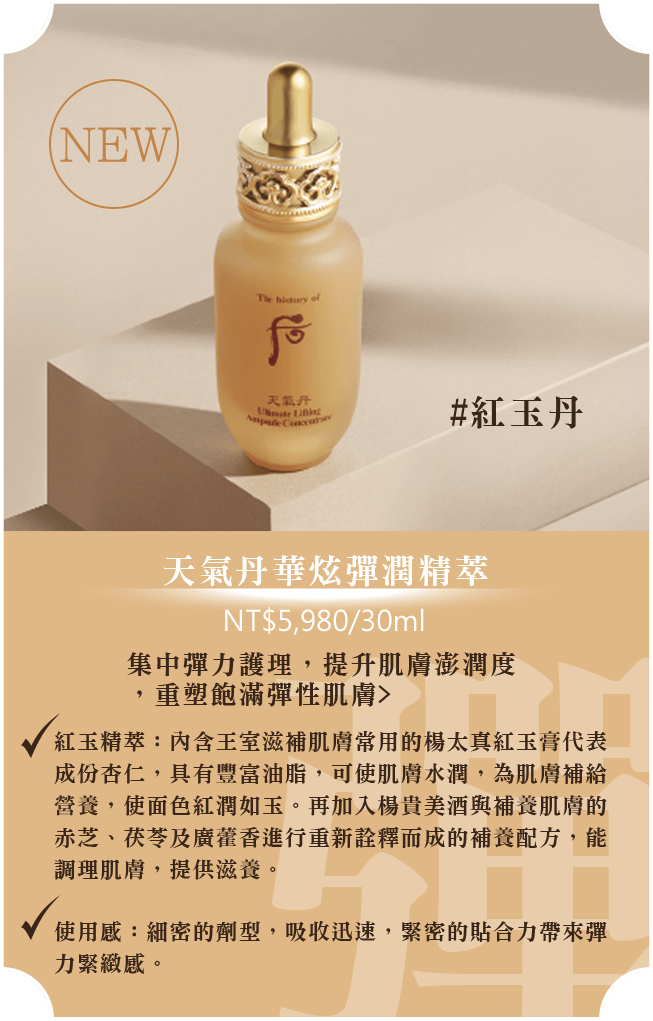 NEW
The history of
后
天氣丹
Ultimate Lifting
Ampoule Concentrate
#紅玉丹
天氣丹華炫彈潤精萃
NT$5,980/30ml
集中彈力護理，提升肌膚澎潤度
，重塑飽滿彈性肌膚>
紅玉精萃：內含王室滋補肌膚常用的楊太真紅玉膏代表
成份杏仁，具有豐富油脂，可使肌膚水潤，為肌膚補給
營養，使面色紅潤如玉。再加入楊貴美酒與補養肌膚的
赤芝、茯苓及廣藿香進行重新詮釋而成的補養配方，能
調理肌膚，提供滋養。
使用感：細密的劑型，吸收迅速，緊密的貼合力帶來彈
力緊緻感。
彈